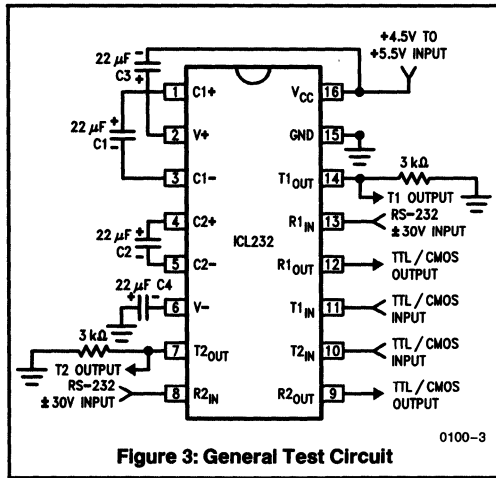 +4.5V TO
+5.5V INPUT
22 μF
C3
+
-
1 C1+
VCC 16
22 μF
+
-
C1
2 V+
GND 15
3 C1-
T1OUT 14
3 kΩ
T1 OUTPUT
4 C2+
R1IN 13
RS-232
±30V INPUT
22 μF
+
-
C2
ICL232
5 C2-
R1OUT 12
TTL/CMOS
OUTPUT
22 μF C4
+
-
6 V-
T1IN 11
TTL/CMOS
INPUT
3 kΩ
7 T2OUT
T2IN 10
TTL/CMOS
INPUT
T2 OUTPUT
RS-232
±30V INPUT
8 R2IN
R2OUT 9
TTL/CMOS
OUTPUT
0100-3
Figure 3: General Test Circuit